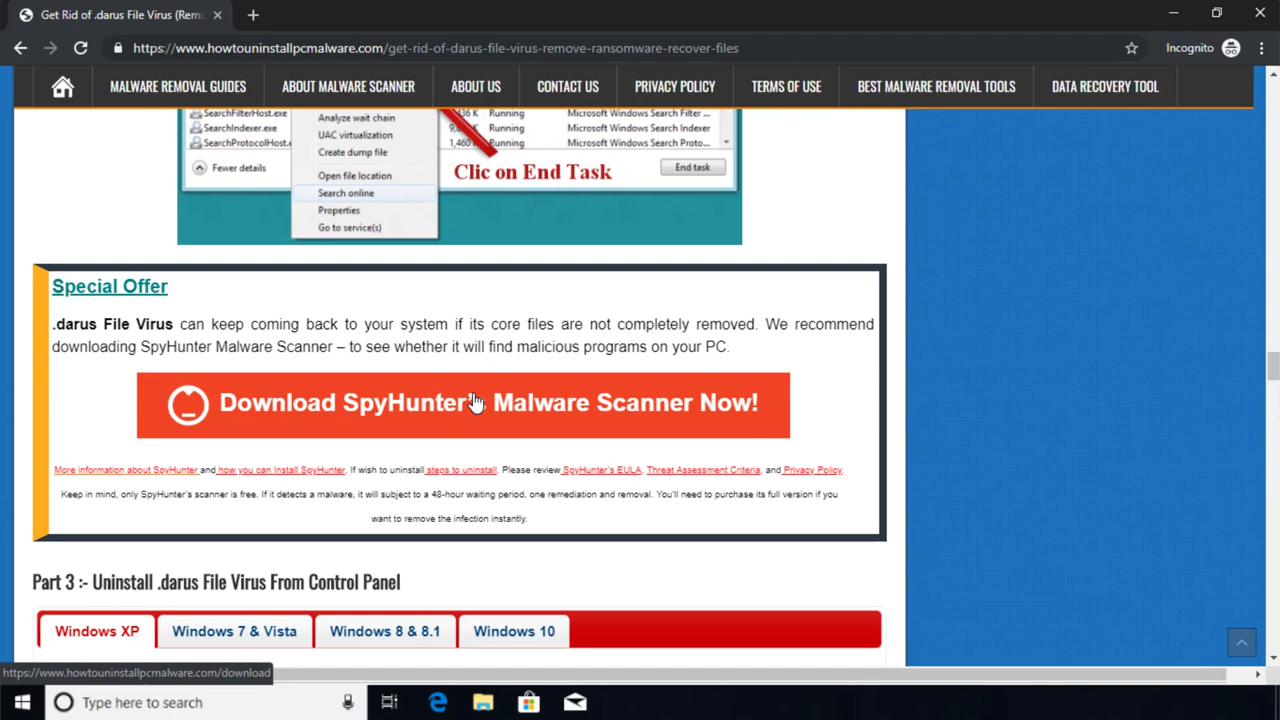 Get Rid of .darus File Virus (Rem
https://www.howtouninstallpcmalware.com/get-rid-of-darus-file-virus-remove-ransomware-recover-files
Incognito
MALWARE REMOVAL GUIDES ABOUT MALWARE SCANNER ABOUT US CONTACT US PRIVACY POLICY TERMS OF USE BEST MALWARE REMOVAL TOOLS DATA RECOVERY TOOL
SearchFilterHost.exe Analyze wait chain Running Microsoft Windows Search Filter ...
SearchIndexer.exe UAC virtualization Running Microsoft Windows Search Indexer
SearchProtocolHost.e Create dump file 1,460 K Running Microsoft Windows Search Proto...
Fewer details Open file location Clic on End Task End task
Search online
Properties
Go to service(s)
Special Offer
.darus File Virus can keep coming back to your system if its core files are not completely removed. We recommend
downloading SpyHunter Malware Scanner – to see whether it will find malicious programs on your PC.
Download SpyHunter Malware Scanner Now!
More information about SpyHunter and how you can Install SpyHunter. If wish to uninstall steps to uninstall. Please review SpyHunter's EULA, Threat Assessment Criteria, and Privacy Policy.
Keep in mind, only SpyHunter's scanner is free. If it detects a malware, it will subject to a 48-hour waiting period, one remediation and removal. You'll need to purchase its full version if you
want to remove the infection instantly.
Part 3 :- Uninstall .darus File Virus From Control Panel
Windows XP Windows 7 & Vista Windows 8 & 8.1 Windows 10
https://www.howtouninstallpcmalware.com/download
Type here to search